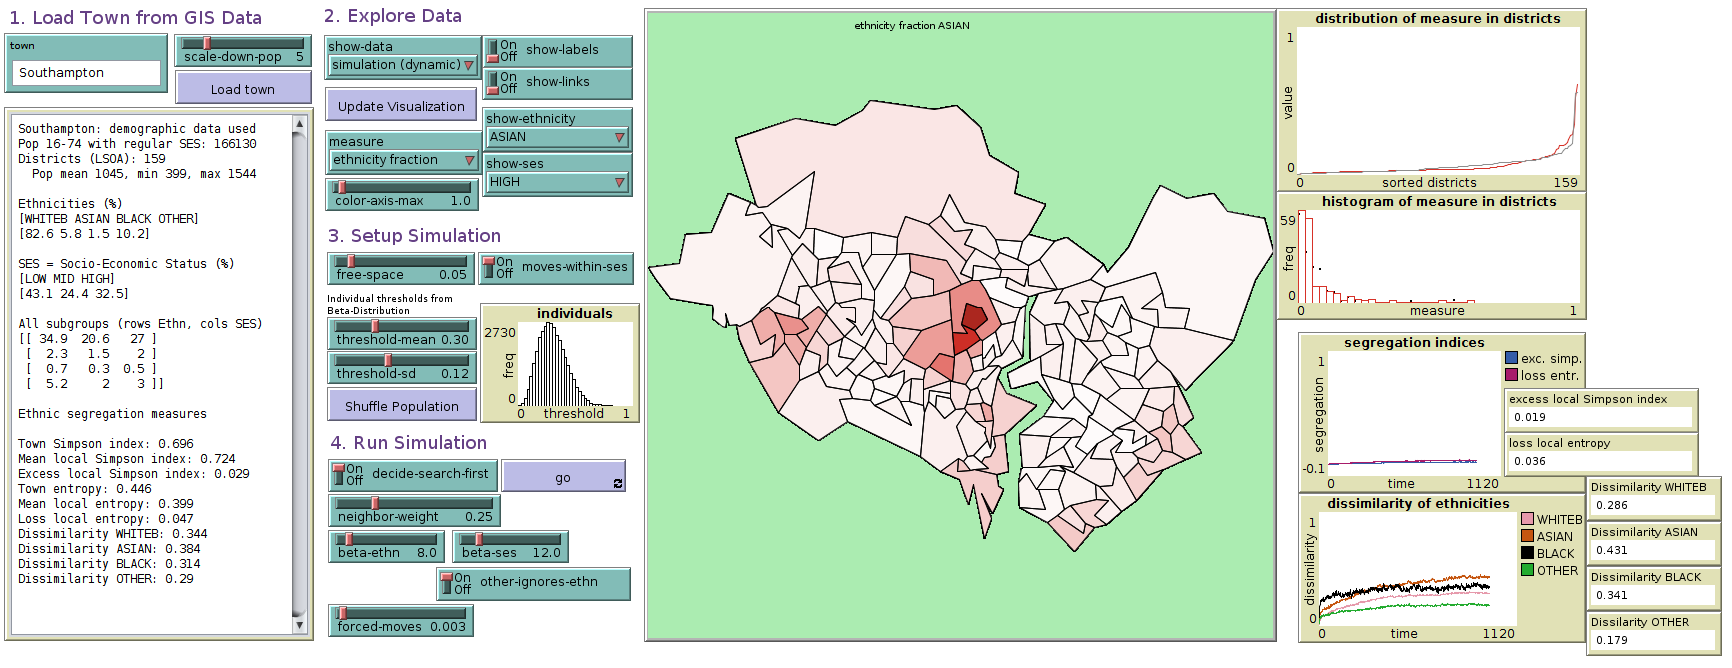 1. Load Town from GIS Data
town
Southampton
scale-down-pop 5
Load town
Southampton: demographic data used
Pop 16-74 with regular SES: 166130
Districts (LSOA): 159
Pop mean 1045, min 399, max 1544
Ethnicities (%)
[WHITEB ASIAN BLACK OTHER]
[82.6 5.8 1.5 10.2]
SES = Socio-Economic Status (%)
[LOW MID HIGH]
[43.1 24.4 32.5]
All subgroups (rows Ethn, cols SES)
[[ 34.9 20.6 27 ]
[ 2.3 1.5 2 ]
[ 0.7 0.3 0.5 ]
[ 5.2 2 3 ]]
Ethnic segregation measures
Town Simpson index: 0.696
Mean local Simpson index: 0.724
Excess local Simpson index: 0.029
Town entropy: 0.446
Mean local entropy: 0.399
Loss local entropy: 0.047
Dissimilarity WHITEB: 0.344
Dissimilarity ASIAN: 0.384
Dissimilarity BLACK: 0.314
Dissimilarity OTHER: 0.29
2. Explore Data
show-data
simulation (dynamic)
On
Off
show-labels
On
Off
show-links
Update Visualization
measure
ethnicity fraction
show-ethnicity
ASIAN
show-ses
HIGH
color-axis-max 1.0
3. Setup Simulation
free-space 0.05
On
Off
moves-within-ses
Individual thresholds from
Beta-Distribution
threshold-mean 0.30
threshold-sd 0.12
Shuffle Population
individuals
2730
freq
0
0 threshold 1
4. Run Simulation
On
Off
decide-search-first
go
neighbor-weight 0.25
beta-ethn 8.0
beta-ses 12.0
On
Off
other-ignores-ethn
forced-moves 0.003
ethnicity fraction ASIAN
distribution of measure in districts
1
value
0
0 sorted districts 159
histogram of measure in districts
59
freq
0
0 measure 1
segregation indices
1
segregation
-0.1
0 time 1120
exc. simp.
loss entr.
excess local Simpson index
0.019
loss local entropy
0.036
dissimilarity of ethnicities
1
dissimilarity
0
0 time 1120
WHITEB
ASIAN
BLACK
OTHER
Dissimilarity WHITEB
0.286
Dissimilarity ASIAN
0.431
Dissimilarity BLACK
0.341
Dissilarity OTHER
0.179